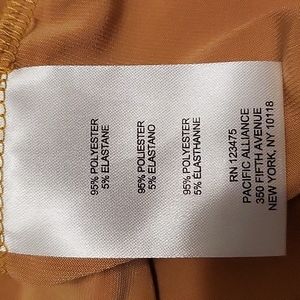 95% POLYESTER
5% ELASTANE
95% POLIESTER
5% ELASTANO
95% POLYESTER
5% ELASTHANNE
RN 123475
PACIFIC ALLIANCE
350 FIFTH AVENUE
NEW YORK, NY 10118